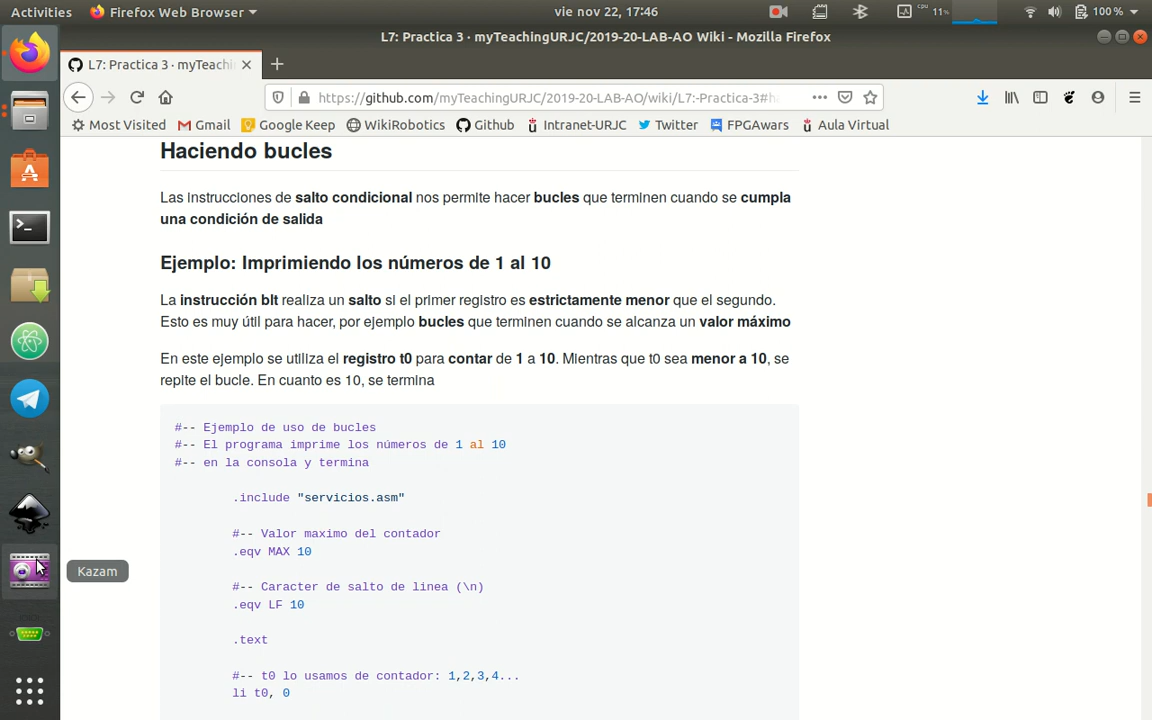 Activities
Firefox Web Browser
vie nov 22, 17:46
cpu
11%
100 %
L7: Practica 3 · myTeachingURJC/2019-20-LAB-AO Wiki - Mozilla Firefox
L7: Practica 3 · myTeachi
https://github.com/myTeachingURJC/2019-20-LAB-AO/wiki/L7:-Practica-3#h
Most Visited
Gmail
Google Keep
WikiRobotics
Github
Intranet-URJC
Twitter
FPGAwars
Aula Virtual
Haciendo bucles
Las instrucciones de salto condicional nos permite hacer bucles que terminen cuando se cumpla
una condición de salida
Ejemplo: Imprimiendo los números de 1 al 10
La instrucción blt realiza un salto si el primer registro es estrictamente menor que el segundo.
Esto es muy útil para hacer, por ejemplo bucles que terminen cuando se alcanza un valor máximo
En este ejemplo se utiliza el registro t0 para contar de 1 a 10. Mientras que t0 sea menor a 10, se
repite el bucle. En cuanto es 10, se termina
#-- Ejemplo de uso de bucles
#-- El programa imprime los números de 1 al 10
#-- en la consola y termina
.include "servicios.asm"
#-- Valor maximo del contador
.eqv MAX 10
#-- Caracter de salto de linea (\n)
.eqv LF 10
.text
#-- t0 lo usamos de contador: 1,2,3,4...
li t0, 0
Kazam